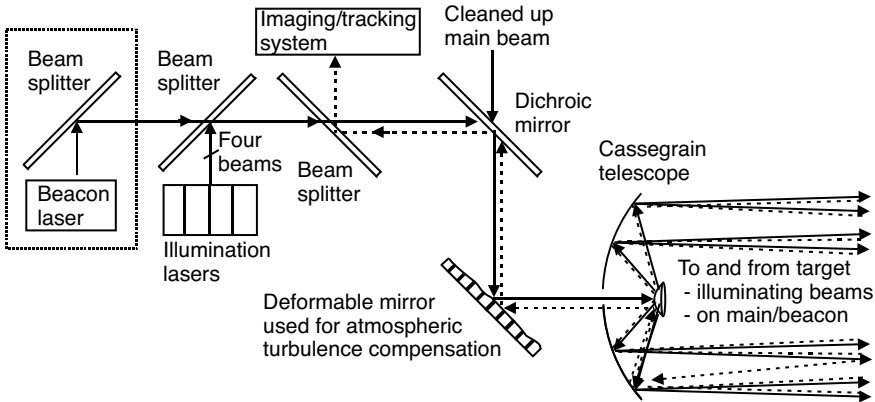 Imaging/tracking
system
Cleaned up
main beam
Beam
splitter
Beam
splitter
Dichroic
mirror
Four
beams
Beam
splitter
Cassegrain
telescope
Beacon
laser
Illumination
lasers
To and from target
- illuminating beams
- on main/beacon
Deformable mirror
used for atmospheric
turbulence compensation